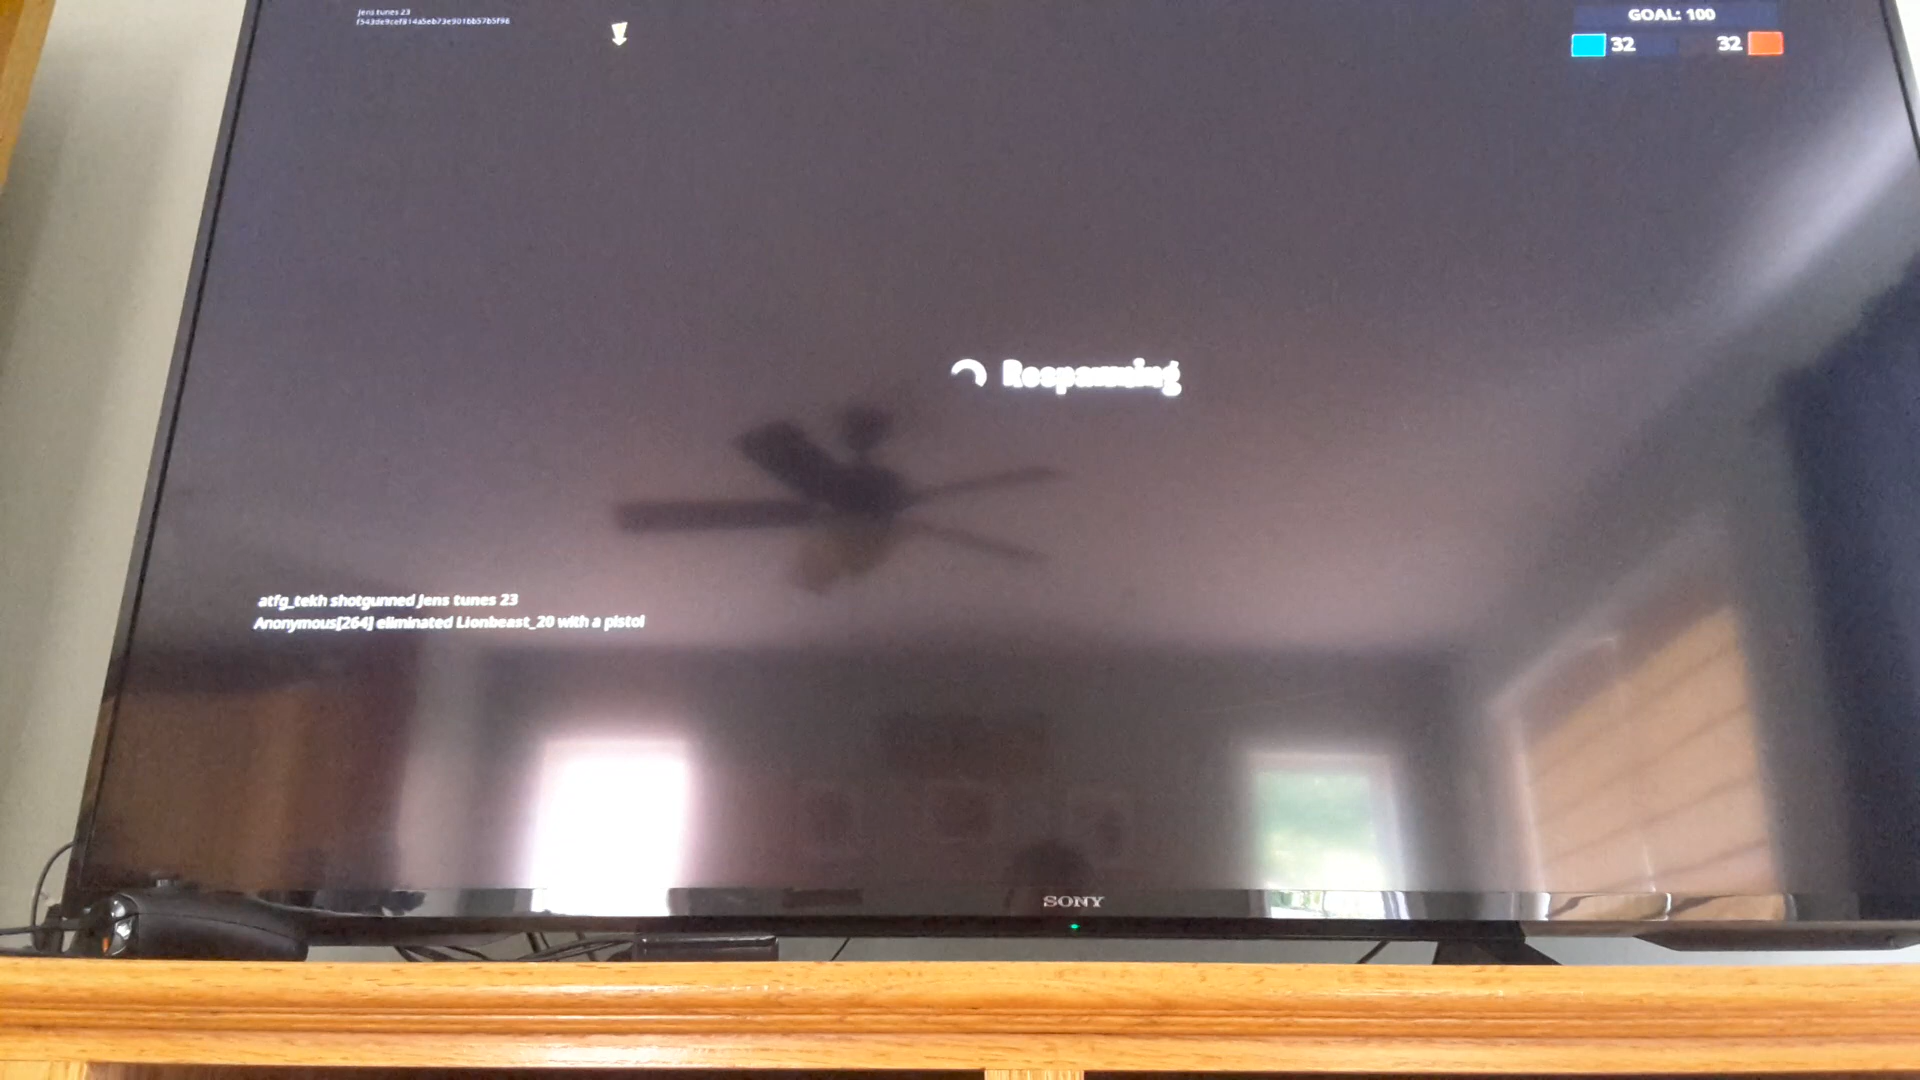 Jens tunes 23
GOAL: 100
32 32
Respawning
atfg_tekh shotgunned Jens tunes 23
Anonymous[264] eliminated Lionbeast_20 with a pistol
SONY